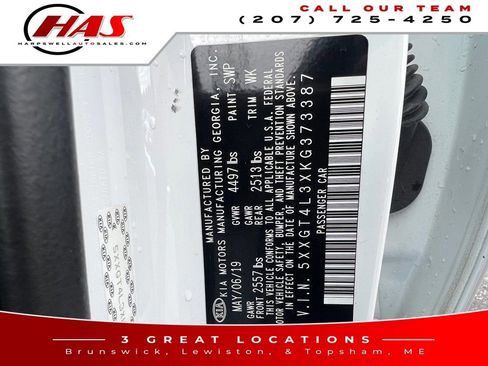 HAS
HARPSWELLAUTOSALES.COM
CALL OUR TEAM
(207) 725-4250
MANUFACTURED BY
KIA KIA MOTORS MANUFACTURING GEORGIA, INC.
MAY/06/19 GVWR 4497 lbs PAINT SWP
GAWR FRONT 2557 lbs GAWR REAR 2513 lbs TRIM WK
THIS VEHICLE CONFORMS TO ALL APPLICABLE U.S.A. FEDERAL
MOTOR VEHICLE SAFETY, BUMPER, AND THEFT PREVENTION STANDARDS
IN EFFECT ON THE DATE OF MANUFACTURE SHOWN ABOVE.
V.I.N. 5XXGT4L3XKG373387
PASSENGER CAR
3 GREAT LOCATIONS
Brunswick, Lewiston, & Topsham, ME